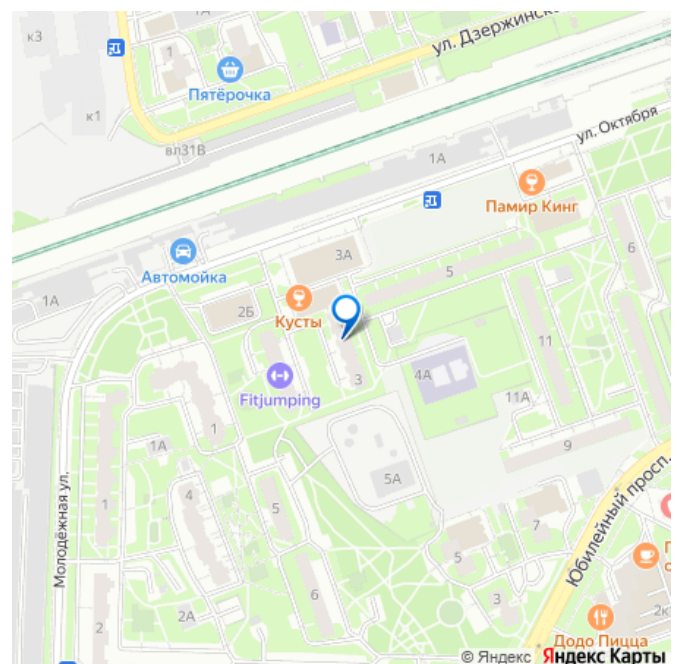 к3
1А
1
ул. Дзержинско
Пятёрочка
к1
вл31В
ул. Октября
1А
Памир Кинг
3А
6
Автомойка
5
1А
2Б
Кусты
11
4А
Fitjumping
3
11А
1
9
1А
5А
Молодёжная ул.
1
4
5
7
Юбилейный просп.
5
6
3
2А
2
2к
Додо Пицца
© Яндекс Яндекс Карты